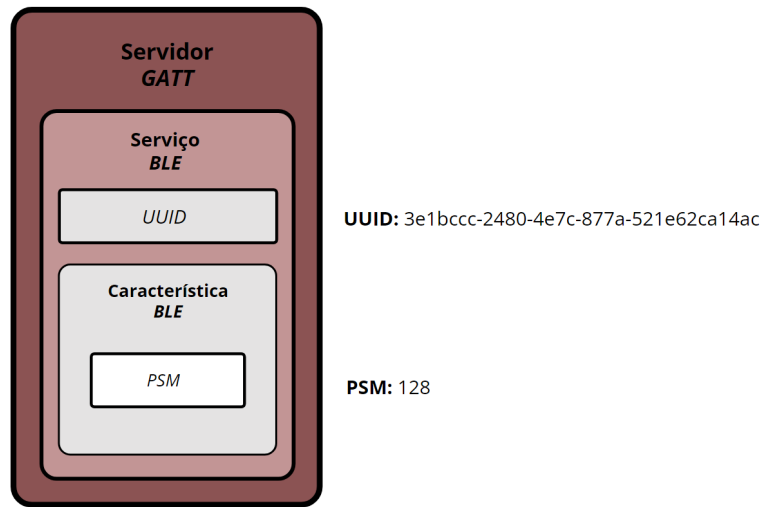 Servidor
GATT
Serviço
BLE
UUID
UUID: 3e1bccc-2480-4e7c-877a-521e62ca14ac
Característica
BLE
PSM
PSM: 128